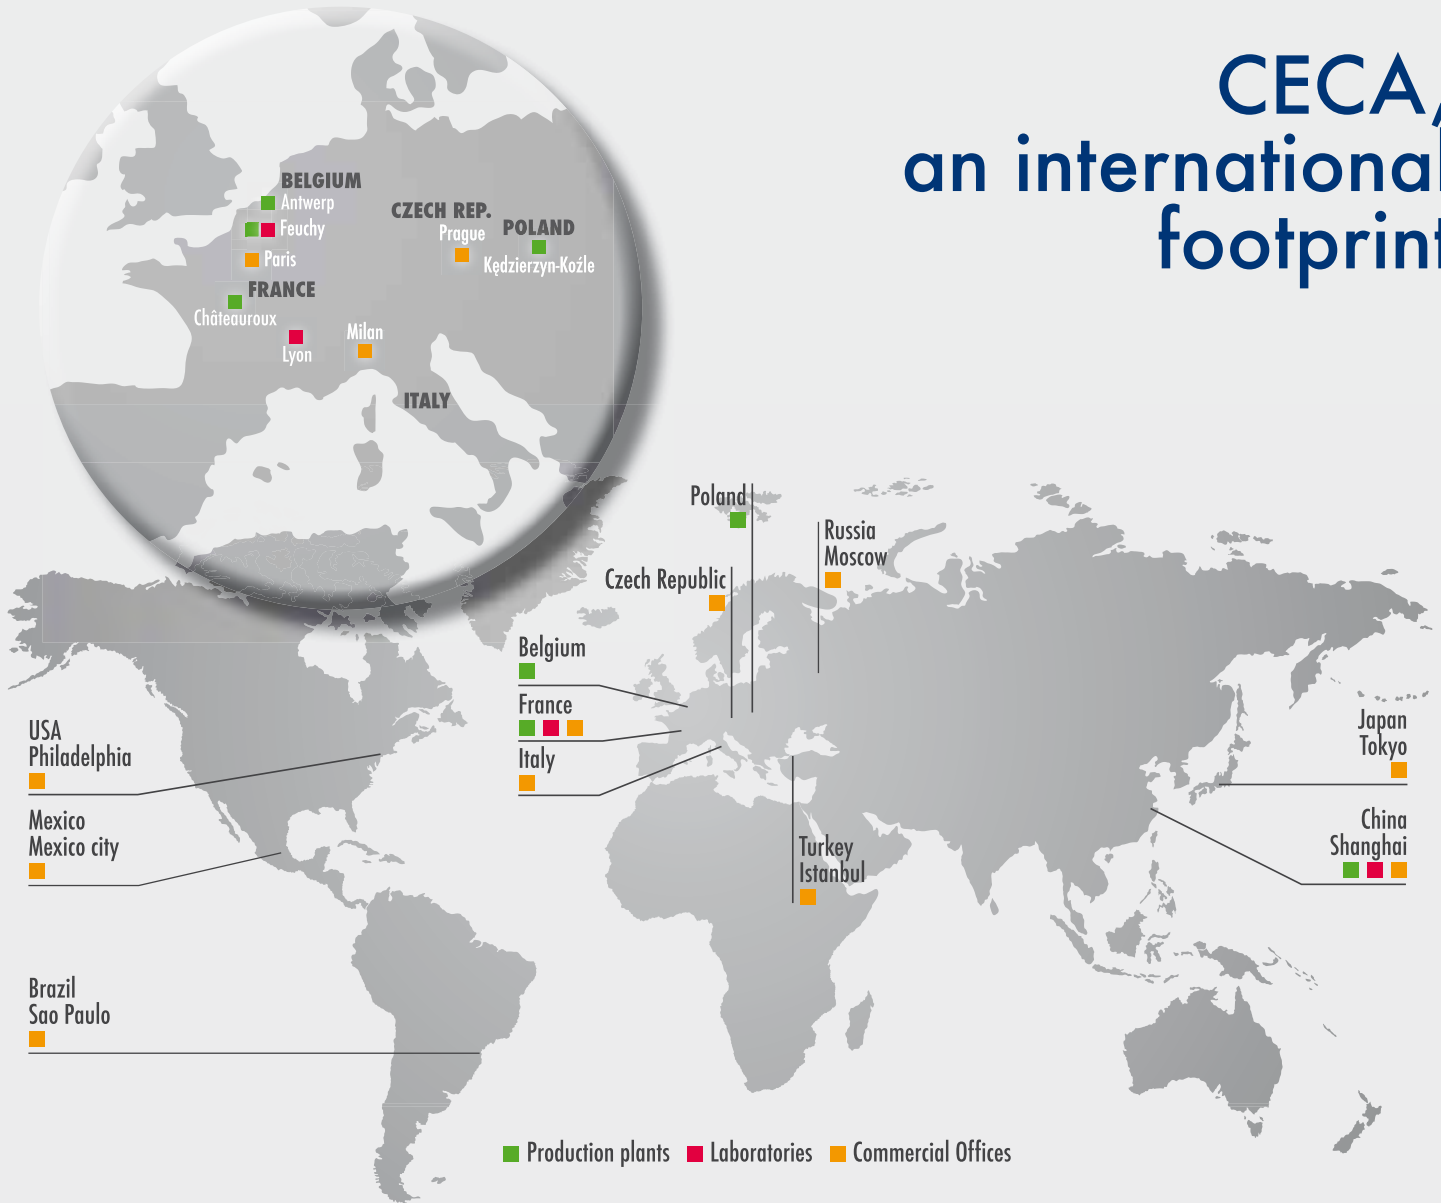 CECA,
an international
footprint
BELGIUM
Antwerp
Feuchy
Paris
FRANCE
Châteauroux
Lyon
Milan
ITALY
CZECH REP.
Prague
POLAND
Kędzierzyn-Koźle
Poland
Russia
Moscow
Czech Republic
Belgium
France
Italy
USA
Philadelphia
Mexico
Mexico city
Brazil
Sao Paulo
Turkey
Istanbul
Japan
Tokyo
China
Shanghai
Production plants Laboratories Commercial Offices